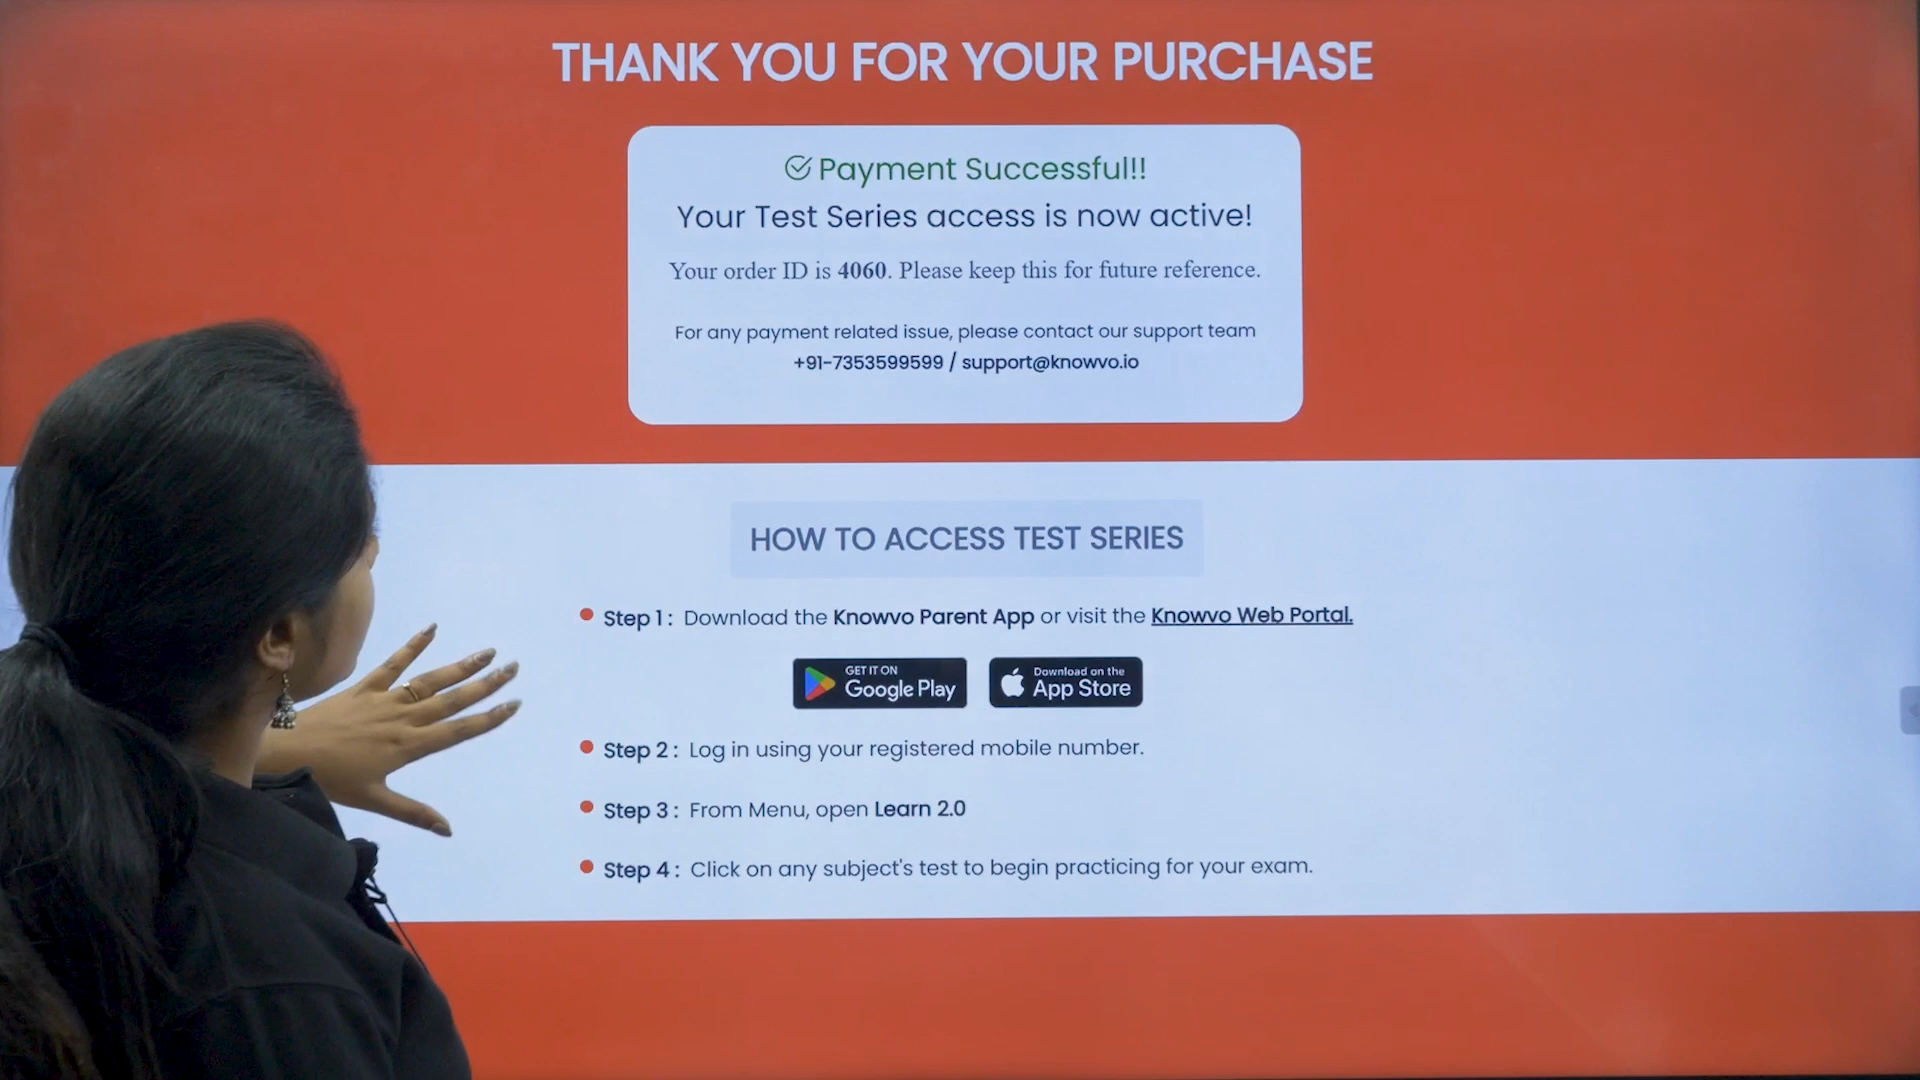 THANK YOU FOR YOUR PURCHASE
Payment Successful!!
Your Test Series access is now active!
Your order ID is 4060. Please keep this for future reference.
For any payment related issue, please contact our support team
+91-7353599599 / support@knowvo.io
HOW TO ACCESS TEST SERIES
Step 1 : Download the Knowvo Parent App or visit the Knowvo Web Portal.
GET IT ON
Google Play
Download on the
App Store
Step 2 : Log in using your registered mobile number.
Step 3 : From Menu, open Learn 2.0
Step 4 : Click on any subject's test to begin practicing for your exam.